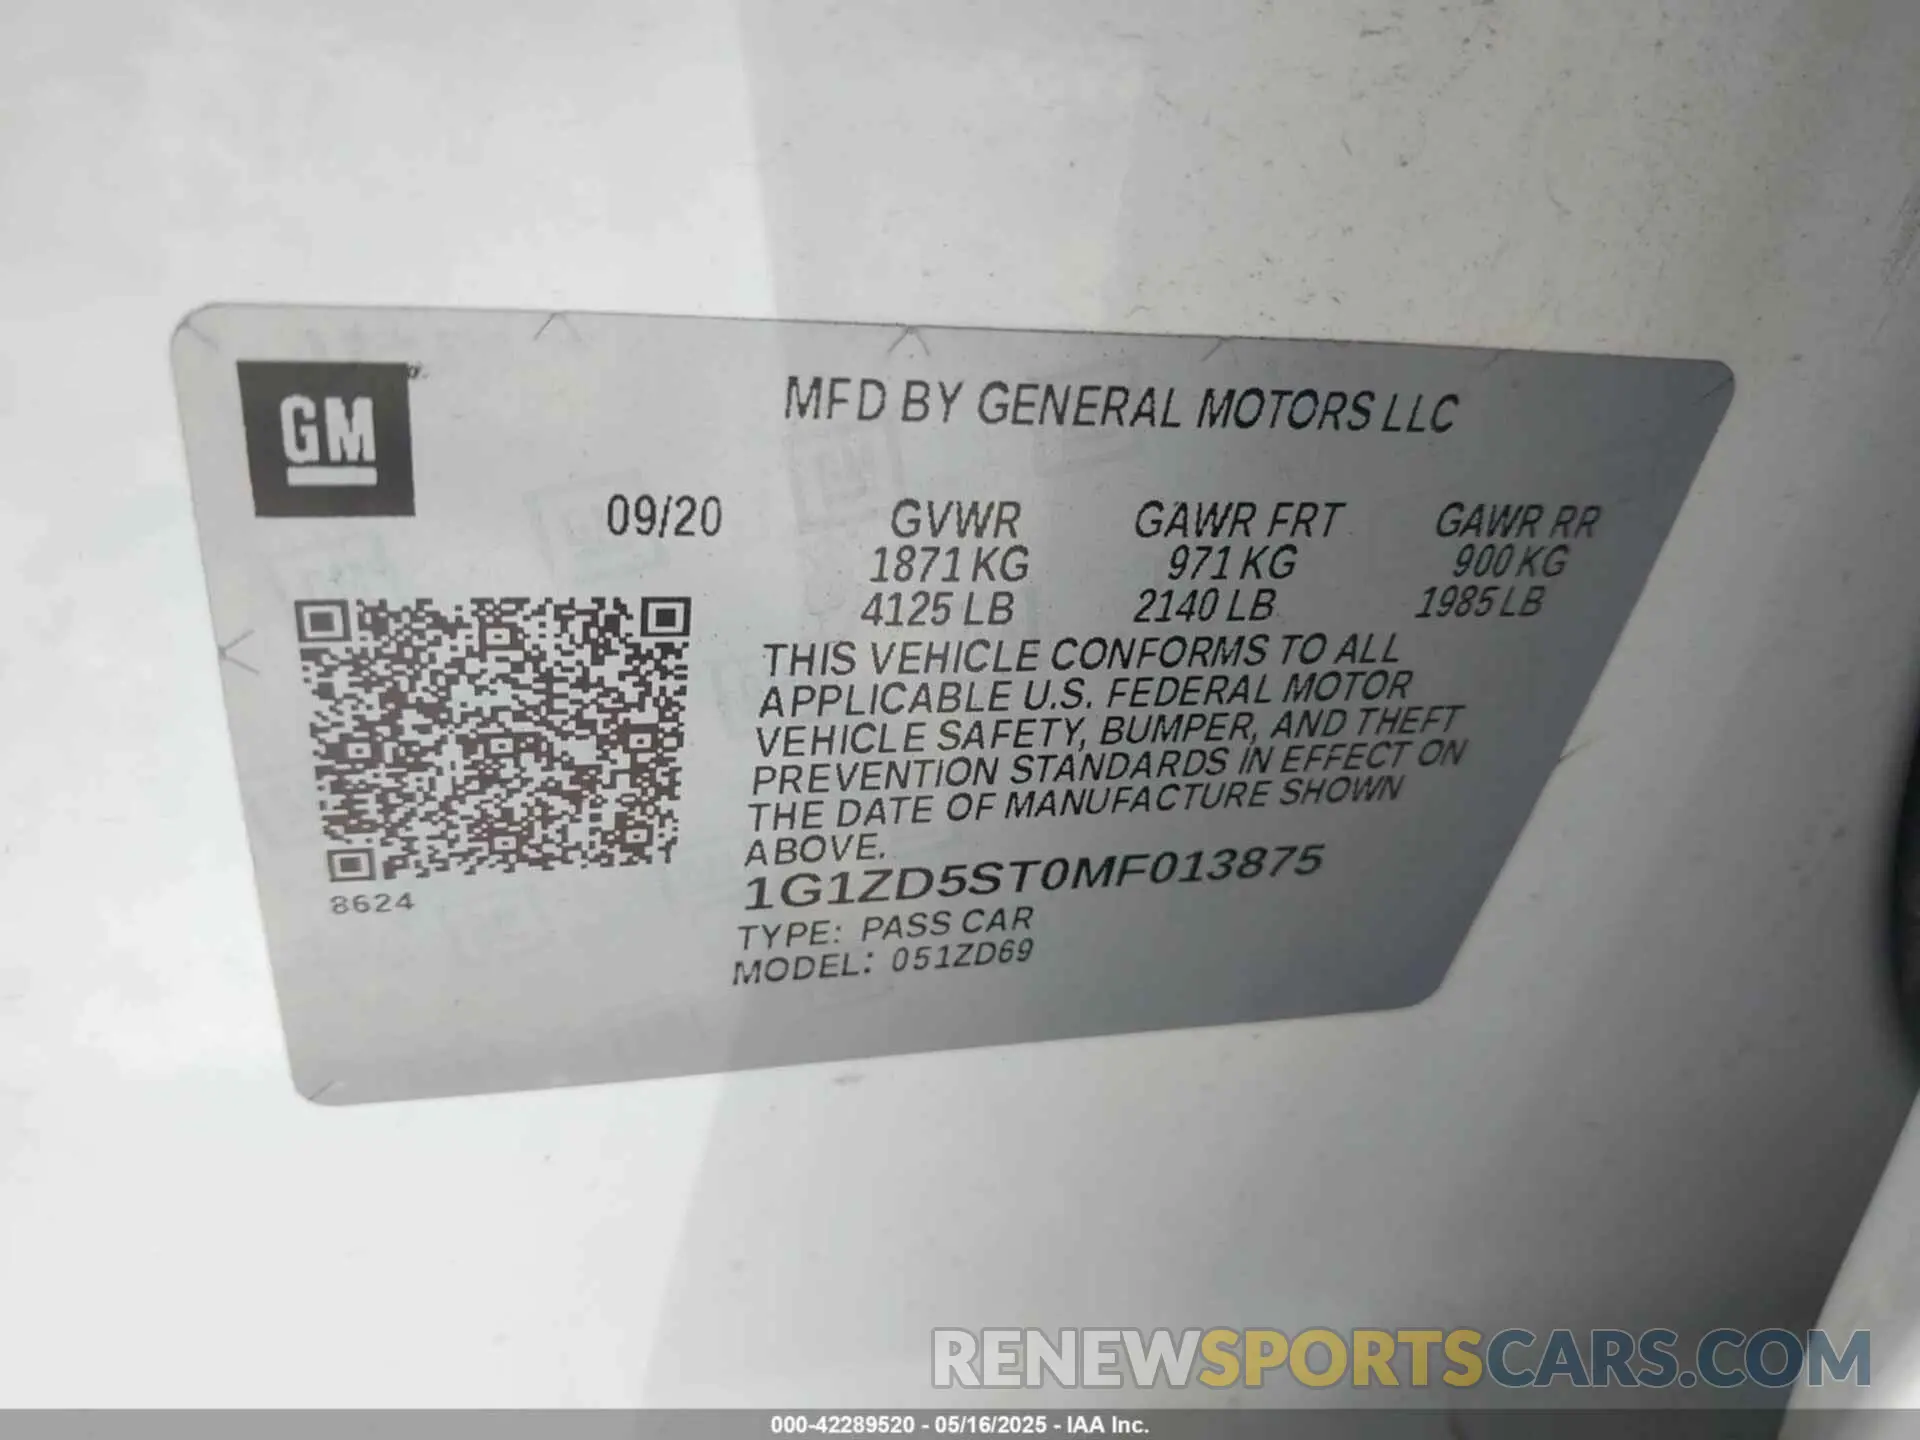 GM
MFD BY GENERAL MOTORS LLC
09/20
GVWR GAWR FRT GAWR RR
1871 KG 971 KG 900 KG
4125 LB 2140 LB 1985 LB
THIS VEHICLE CONFORMS TO ALL
APPLICABLE U.S. FEDERAL MOTOR
VEHICLE SAFETY, BUMPER, AND THEFT
PREVENTION STANDARDS IN EFFECT ON
THE DATE OF MANUFACTURE SHOWN
ABOVE.
1G1ZD5ST0MF013875
8624
TYPE: PASS CAR
MODEL: 051ZD69
RENEWSPORTSCARS.COM
000-42289520 - 05/16/2025 - IAA Inc.